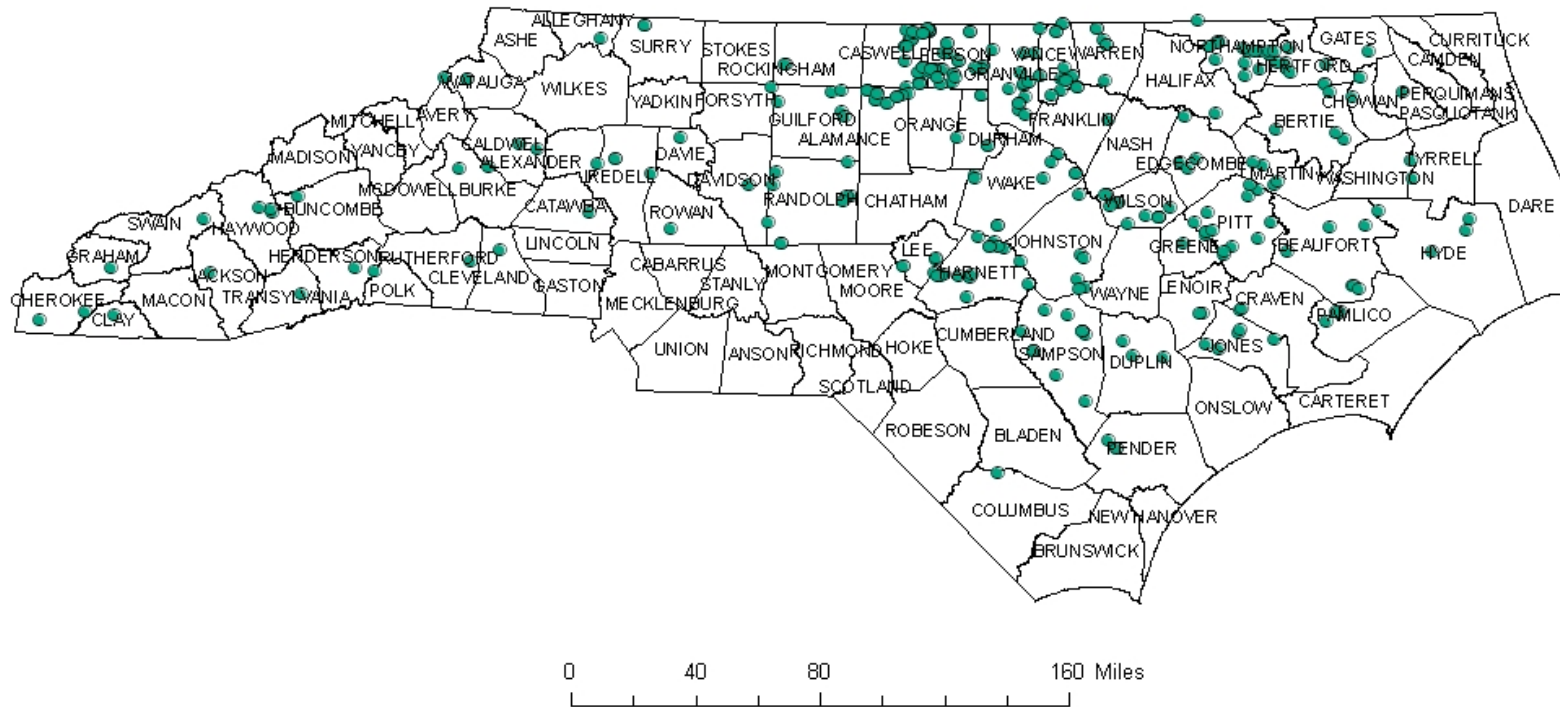 ALLEGHANY
ASHE
SURRY
STOKES
ROCKINGHAM
CASWELL
PERSON
VANCE
WARREN
NORTHAMPTON
GATES
CURRITUCK
CAMDEN
HERTFORD
GRANVILLE
HALIFAX
WATAUGA
WILKES
YADKIN
FORSYTH
GUILFORD
ALAMANCE
ORANGE
DURHAM
FRANKLIN
CHOWAN
PERQUIMANS
PASQUOTANK
BERTIE
MITCHELL
AVERY
YANCEY
MADISON
CALDWELL
ALEXANDER
IREDELL
DAVIE
DAVIDSON
NASH
EDGECOMBE
MARTIN
WASHINGTON
TYRRELL
DARE
MCDOWELL
BURKE
CATAWBA
ROWAN
RANDOLPH
CHATHAM
WAKE
WILSON
PITT
BEAUFORT
HYDE
SWAIN
HAYWOOD
BUNCOMBE
GRAHAM
JACKSON
HENDERSON
RUTHERFORD
CLEVELAND
LINCOLN
GASTON
CABARRUS
STANLY
MECKLENBURG
MONTGOMERY
MOORE
LEE
HARNETT
JOHNSTON
GREENE
WAYNE
LENOIR
CRAVEN
PAMLICO
CHEROKEE
CLAY
MACON
TRANSYLVANIA
POLK
UNION
ANSON
RICHMOND
SCOTLAND
HOKE
CUMBERLAND
SAMPSON
DUPLIN
JONES
ONSLOW
CARTERET
ROBESON
BLADEN
PENDER
COLUMBUS
NEW HANOVER
BRUNSWICK
0 40 80 160 Miles